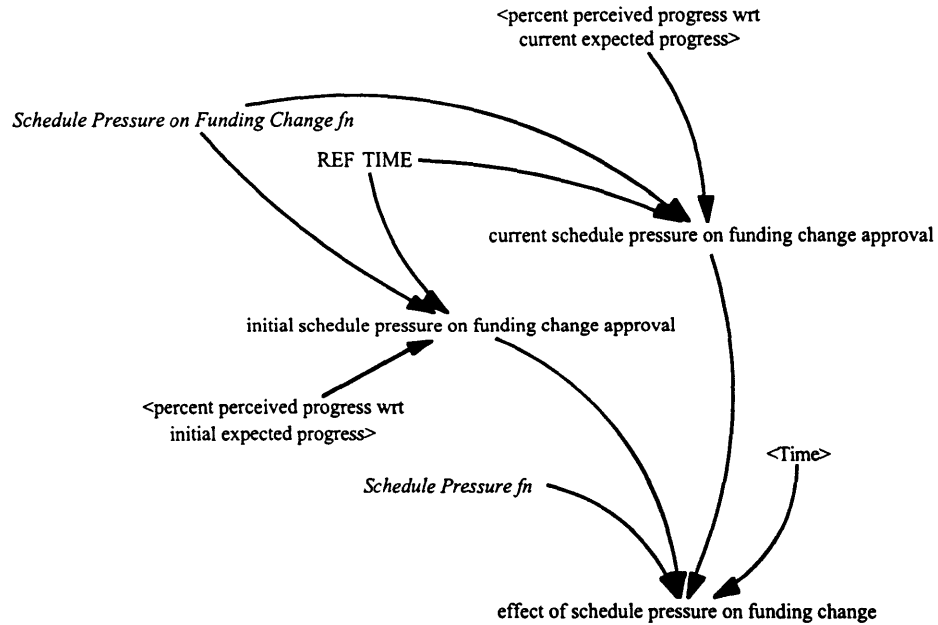 <percent perceived progress wrt
current expected progress>
Schedule Pressure on Funding Change fn
REF TIME
current schedule pressure on funding change approval
initial schedule pressure on funding change approval
<percent perceived progress wrt
initial expected progress>
<Time>
Schedule Pressure fn
effect of schedule pressure on funding change